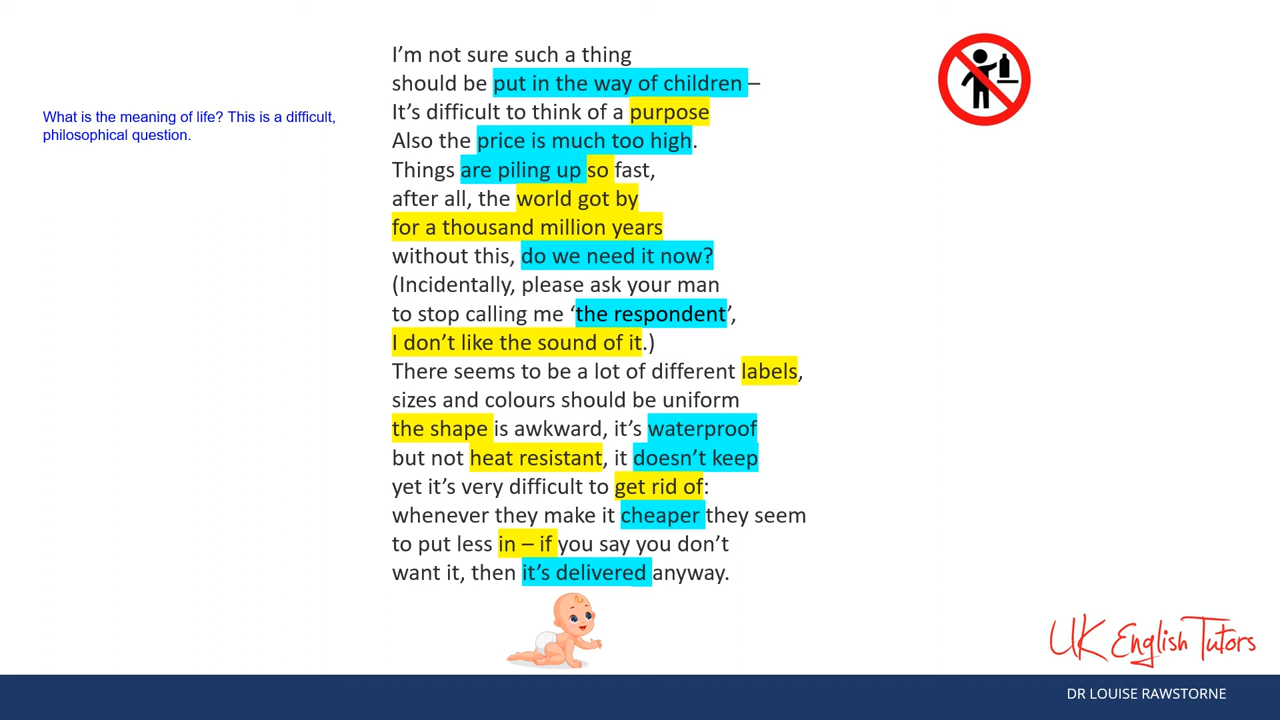 What is the meaning of life? This is a difficult,
philosophical question.
I’m not sure such a thing
should be put in the way of children –
It’s difficult to think of a purpose
Also the price is much too high.
Things are piling up so fast,
after all, the world got by
for a thousand million years
without this, do we need it now?
(Incidentally, please ask your man
to stop calling me ‘the respondent’,
I don’t like the sound of it.)
There seems to be a lot of different labels,
sizes and colours should be uniform
the shape is awkward, it’s waterproof
but not heat resistant, it doesn’t keep
yet it’s very difficult to get rid of:
whenever they make it cheaper they seem
to put less in – if you say you don’t
want it, then it’s delivered anyway.
UK English Tutors
DR LOUISE RAWSTORNE